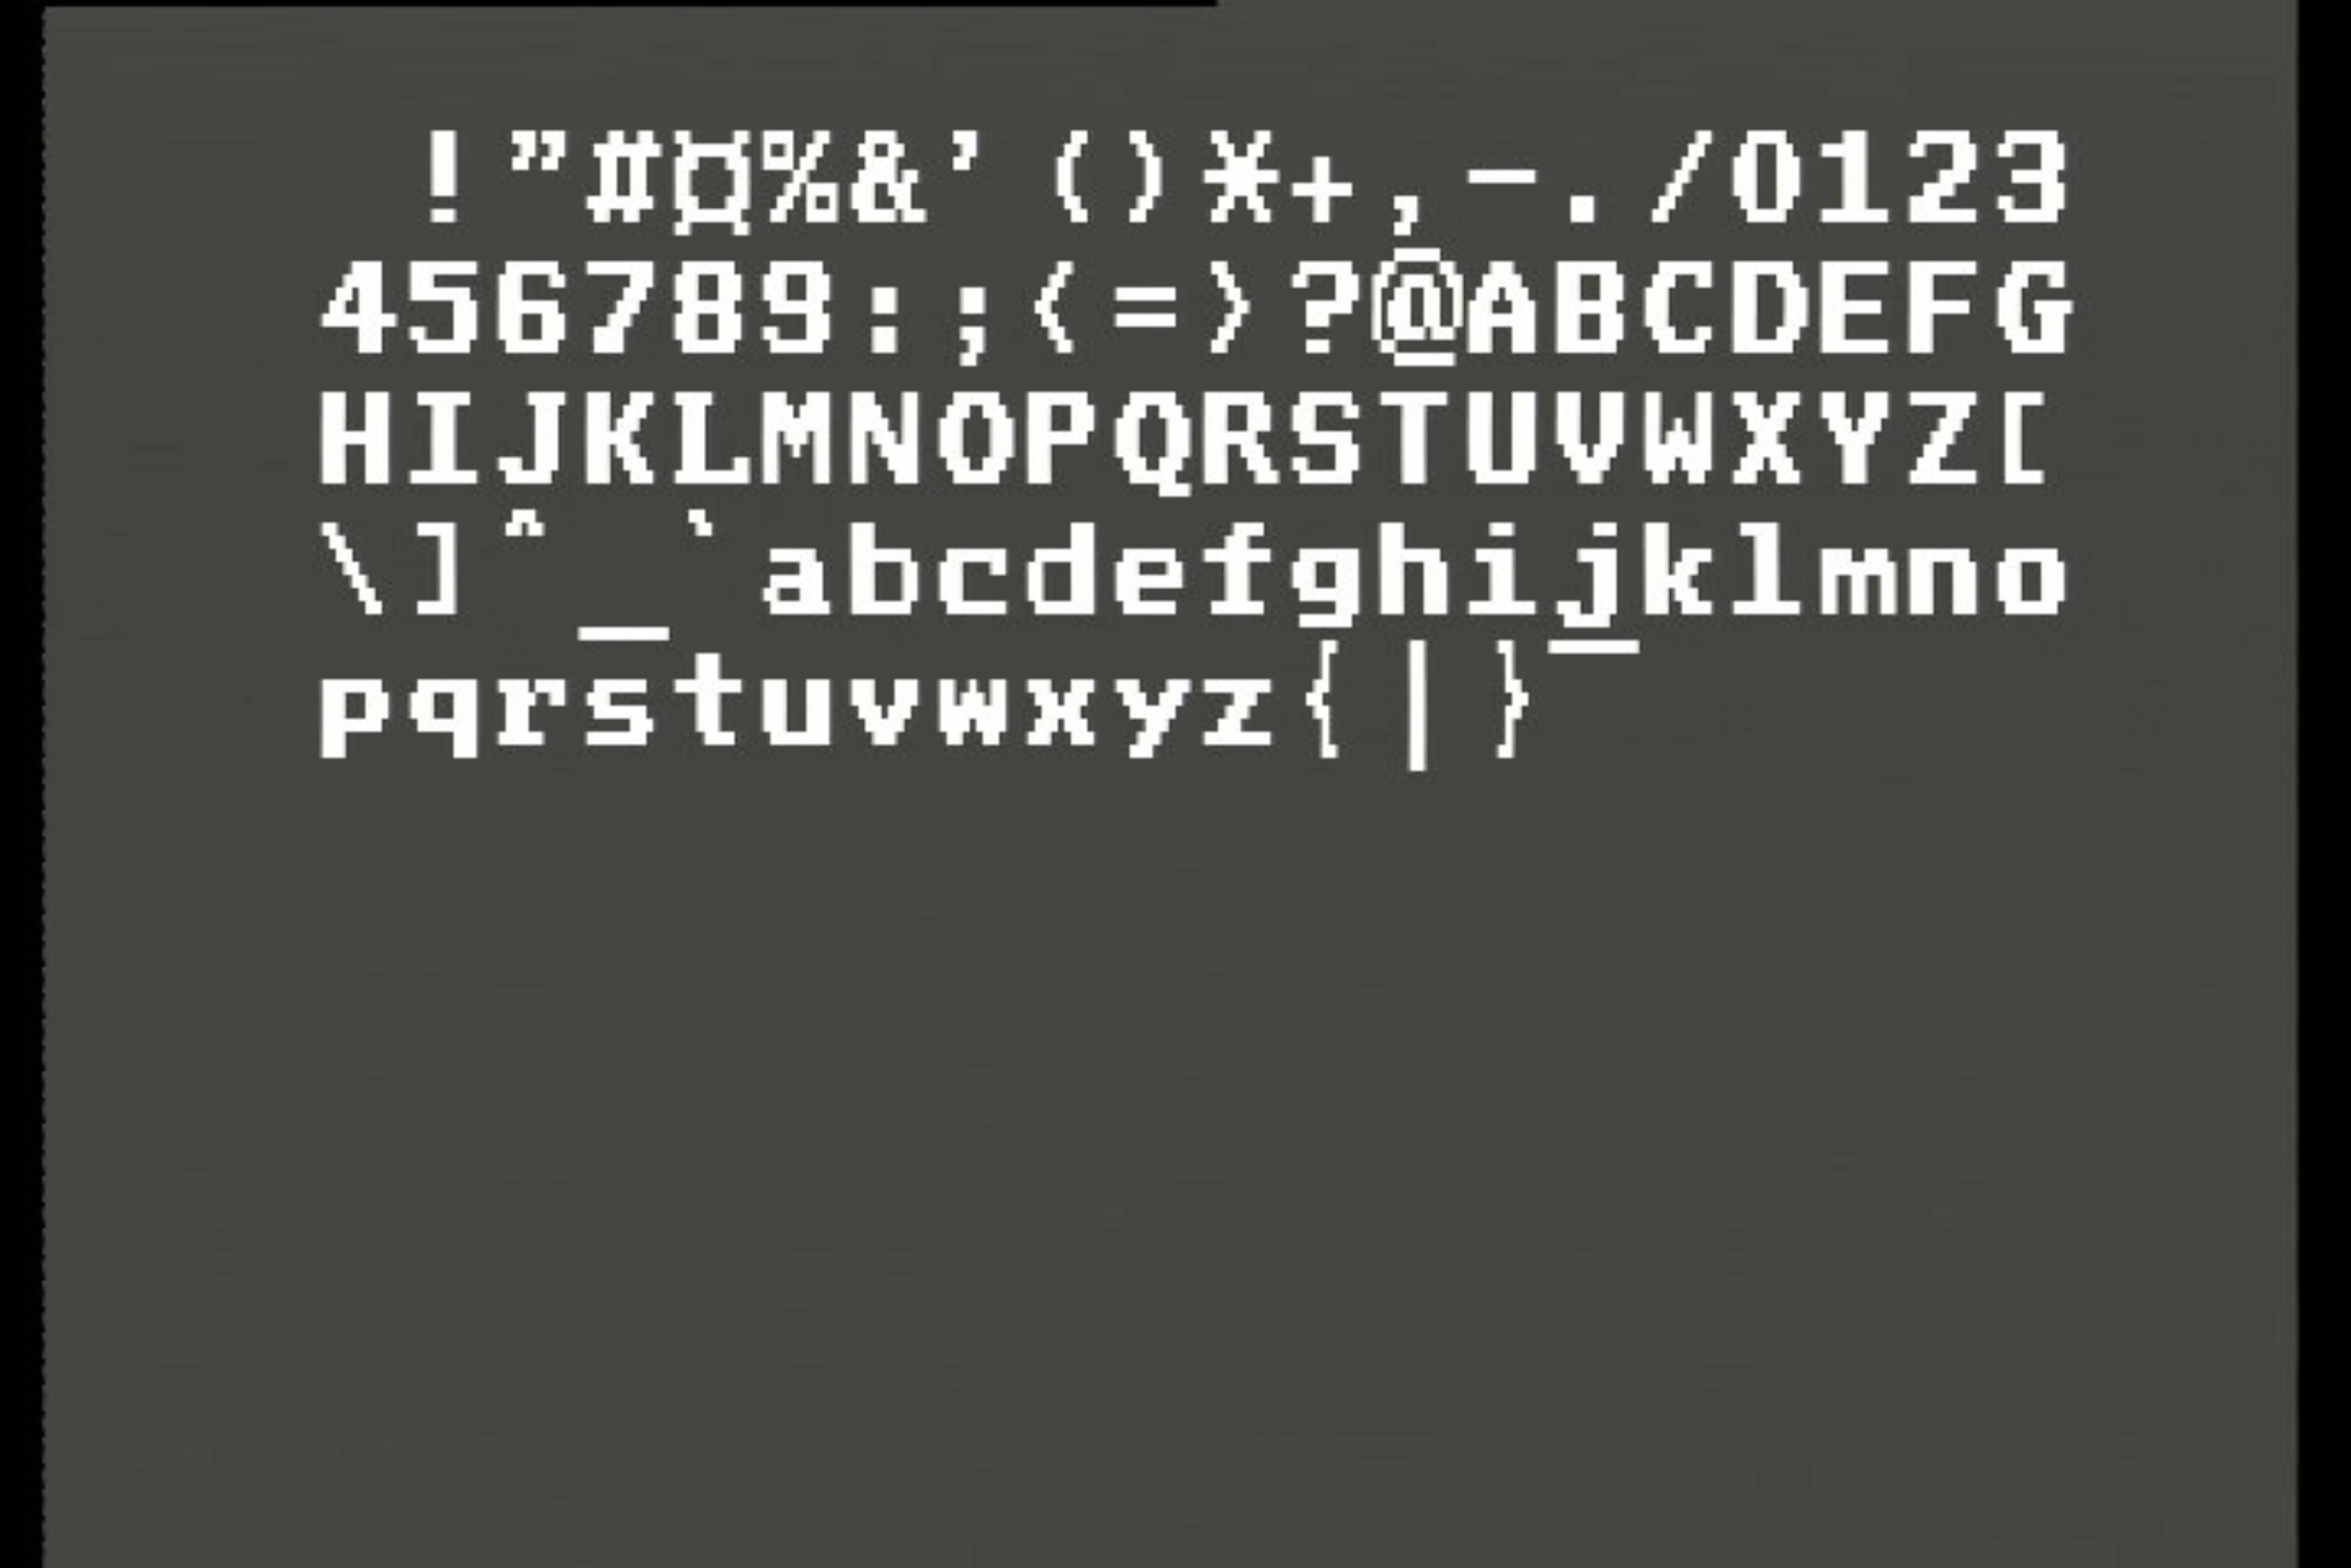 !”#¤%&’()*+,-./0123
456789:;<=>?@ABCDEFG
HIJKLMNOPQRSTUVWXYZ[
\]^_`abcdefghijklmno
pqrstuvwxyz{|}‾